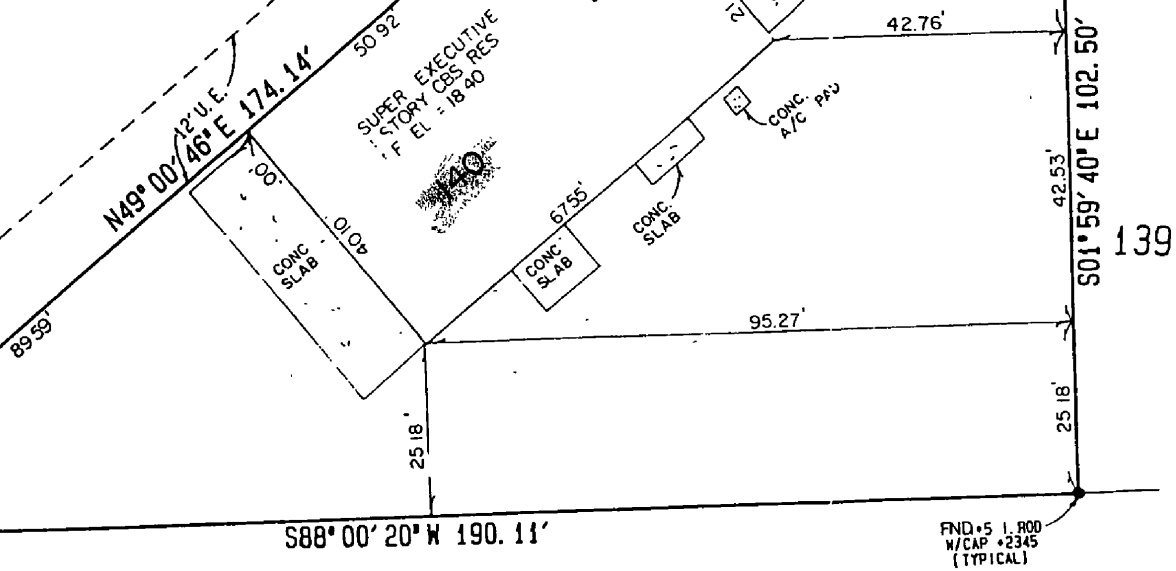 42.76'
S01°59'40"E 102.50'
50.92'
12' U.E.
N49°00'46"E 174.14'
SUPER EXECUTIVE
STORY CBS RES
F EL = 18.40
140
CONC.
A/C PAD
42.53'
139
.00'
40.10
67.55'
CONC.
SLAB
CONC
SLAB
CONC
SLAB
95.27'
89.59'
25.18'
25.18'
S88°00'20"W 190.11'
FND.•5 I.ROD
W/CAP •2345
(TYPICAL)